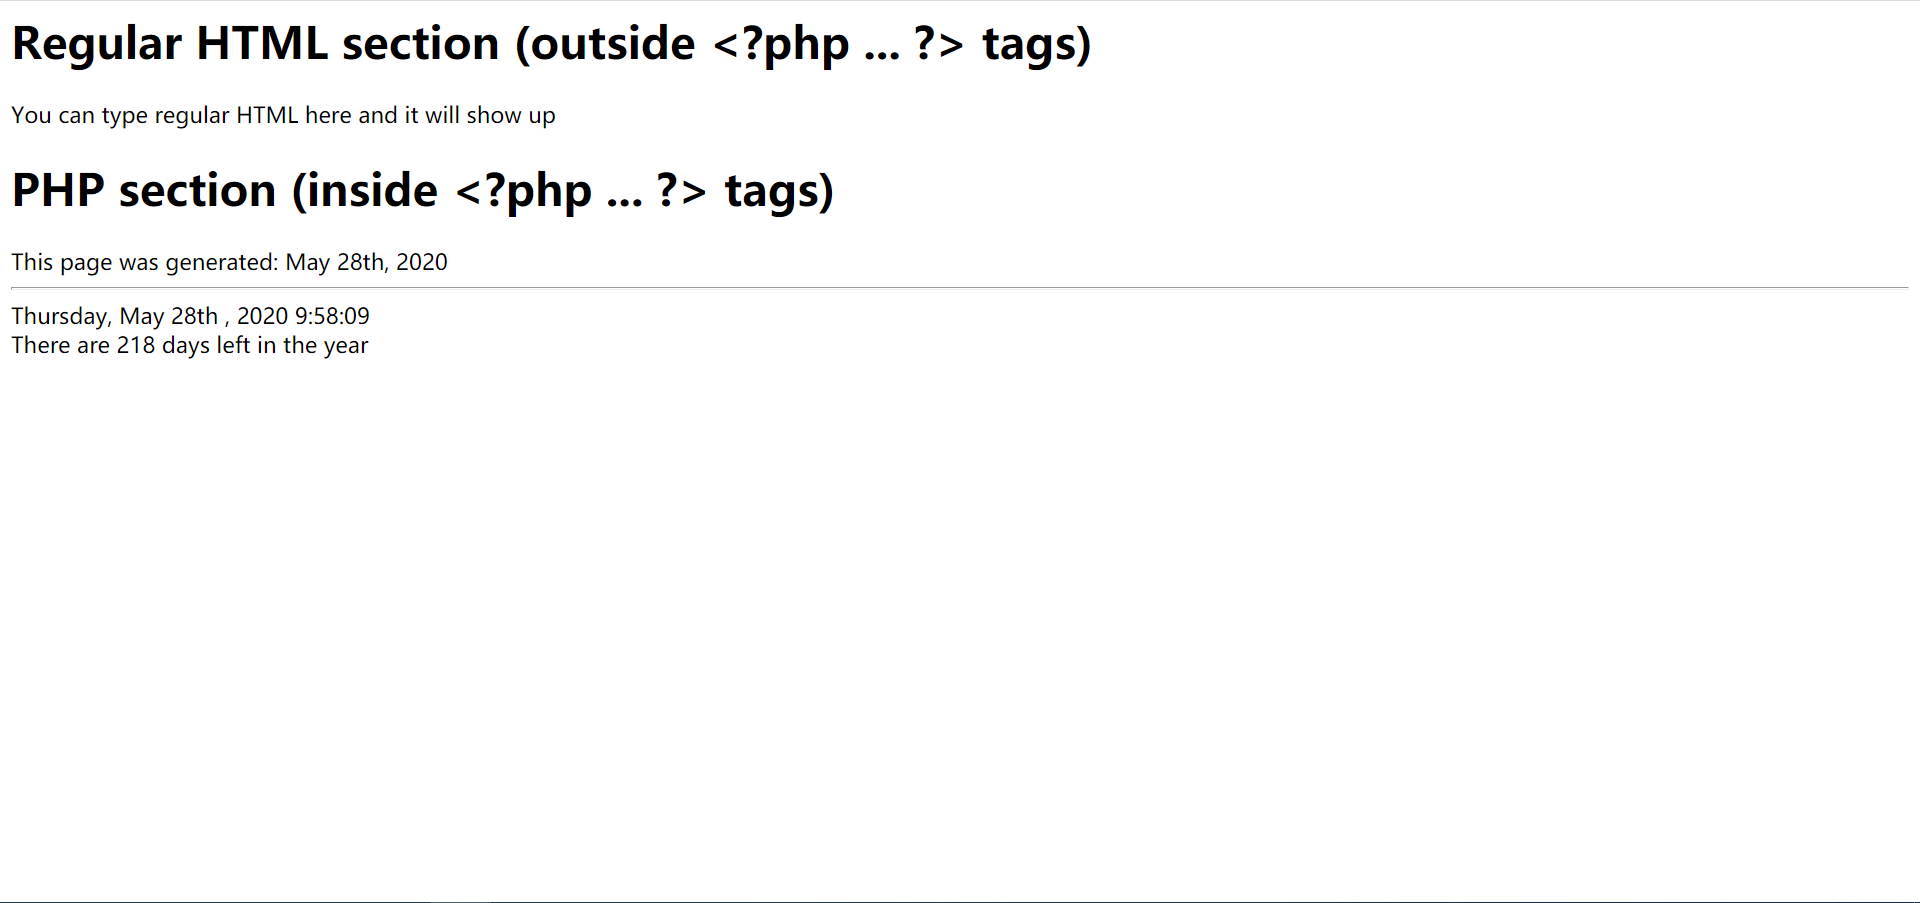 Regular HTML section (outside <?php ... ?> tags)
You can type regular HTML here and it will show up
PHP section (inside <?php ... ?> tags)
This page was generated: May 28th, 2020
Thursday, May 28th , 2020 9:58:09
There are 218 days left in the year